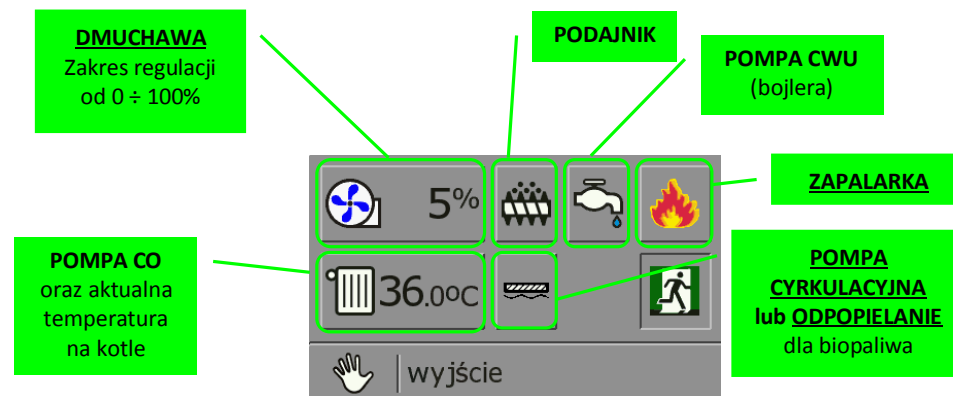 DMUCHAWA
Zakres regulacji
od 0 ÷ 100%
PODAJNIK
POMPA CWU
(bojlera)
ZAPALARKA
5%
POMPA CO
oraz aktualna
temperatura
na kotle
36.0ºC
POMPA
CYRKULACYJNA
lub ODPOPIELANIE
dla biopaliwa
wyjście